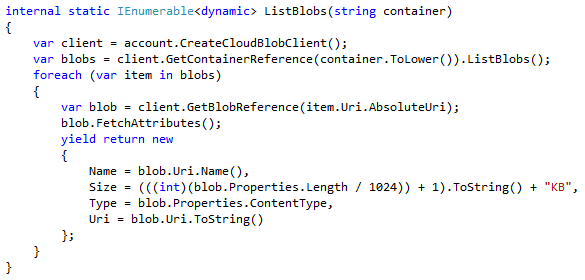 internal static IEnumerable<dynamic> ListBlobs(string container)
{
    var client = account.CreateCloudBlobClient();
    var blobs = client.GetContainerReference(container.ToLower()).ListBlobs();
    foreach (var item in blobs)
    {
        var blob = client.GetBlobReference(item.Uri.AbsoluteUri);
        blob.FetchAttributes();
        yield return new
        {
            Name = blob.Uri.Name(),
            Size = (((int)(blob.Properties.Length / 1024)) + 1).ToString() + "KB",
            Type = blob.Properties.ContentType,
            Uri = blob.Uri.ToString()
        };
    }
}